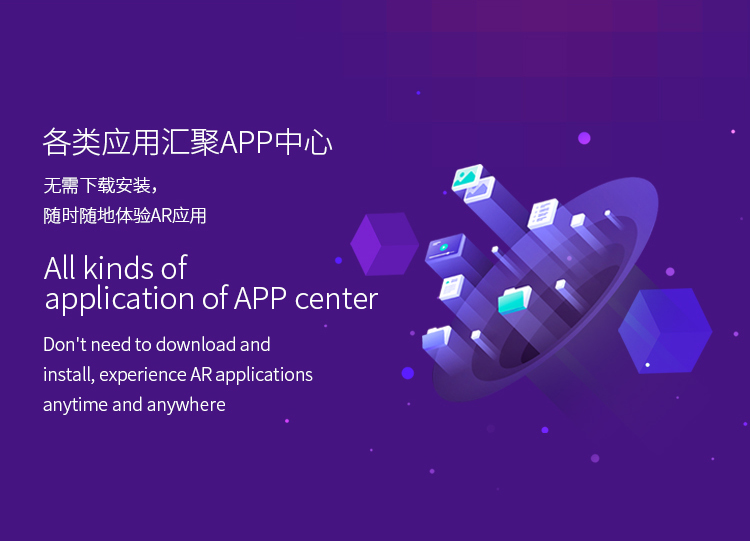 各类应用汇聚APP中心
无需下载安装，
随时随地体验AR应用
All kinds of
application of APP center
Don't need to download and
install, experience AR applications
anytime and anywhere